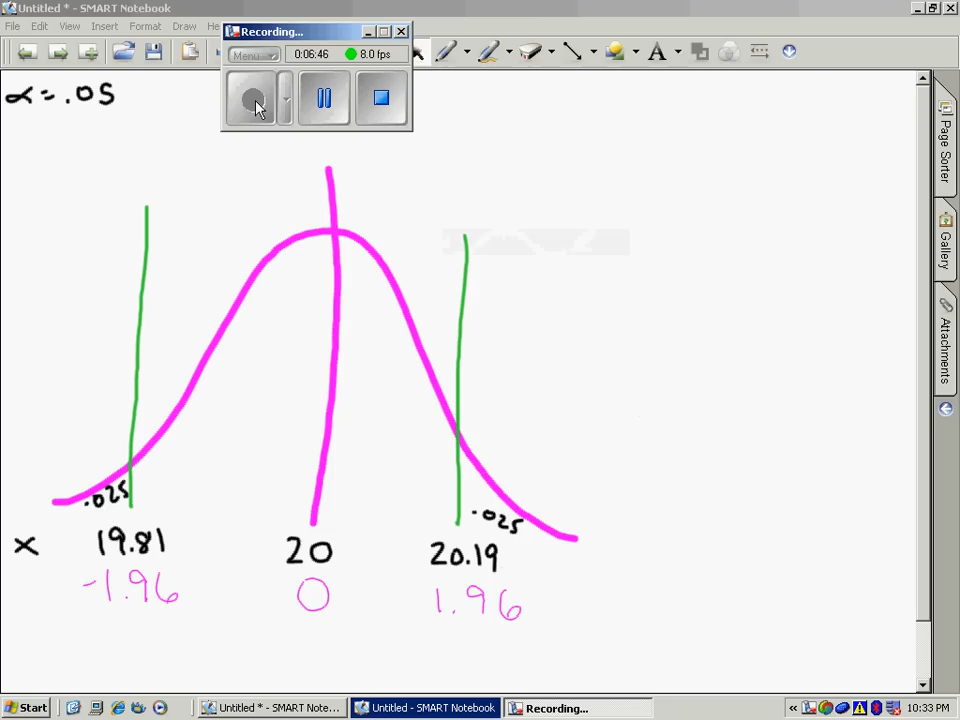 Untitled * - SMART Notebook
File Edit View Insert Format Draw He
Recording...
Menu 0:06:46 8.0 fps
A
α = .05
Page Sorter
Gallery
Attachments
.025
.025
x 19.81 20 20.19
-1.96 0 1.96
Start Untitled * - SMART Note... Untitled - SMART Notebook Recording... « 10:33 PM